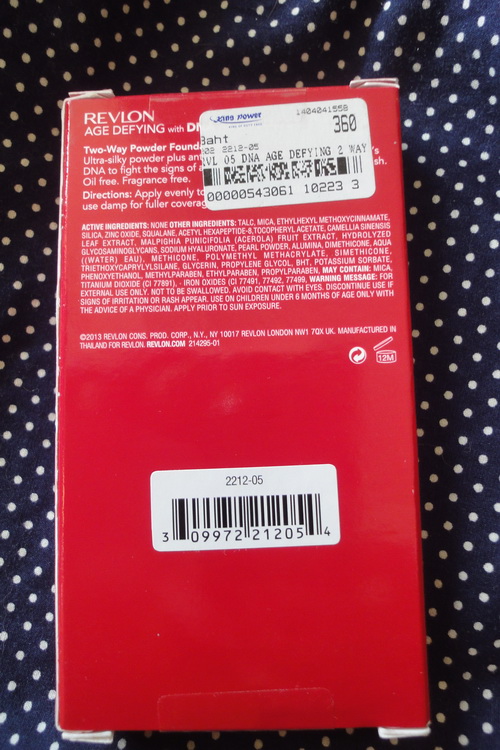 REVLON
AGE DEFYING with D
king power
1404041558
Baht
360
2212-05
RVL 05 DNA AGE DEFYING 2 WAY
00000543061 10223 3
Two-Way Powder Found
Ultra-silky powder plus an
DNA to fight the signs of a
Oil free. Fragrance free.
Directions: Apply evenly to
use damp for fuller coverag
ACTIVE INGREDIENTS: NONE OTHER INGREDIENTS: TALC, MICA, ETHYLHEXYL METHOXYCINNAMATE,
SILICA, ZINC OXIDE, SQUALANE, ACETYL HEXAPEPTIDE-8, TOCOPHERYL ACETATE, CAMELLIA SINENSIS
LEAF EXTRACT, MALPIGHIA PUNICIFOLIA (ACEROLA) FRUIT EXTRACT, HYDROLYZED
GLYCOSAMINOGLYCANS, SODIUM HYALURONATE, PEARL POWDER, ALUMINA, DIMETHICONE, AQUA
((WATER) EAU), METHICONE, POLYMETHYL METHACRYLATE, SIMETHICONE,
TRIETHOXYCAPRYLYLSILANE, GLYCERIN, PROPYLENE GLYCOL, BHT, POTASSIUM SORBATE,
PHENOXYETHANOL, METHYLPARABEN, ETHYLPARABEN, PROPYLPARABEN, MAY CONTAIN: MICA,
TITANIUM DIOXIDE (CI 77891), - IRON OXIDES (CI 77491, 77492, 77499, WARNING MESSAGE: FOR
EXTERNAL USE ONLY. NOT TO BE SWALLOWED. AVOID CONTACT WITH EYES. DISCONTINUE USE IF
SIGNS OF IRRITATION OR RASH APPEAR. USE ON CHILDREN UNDER 6 MONTHS OF AGE ONLY WITH
THE ADVICE OF A PHYSICIAN. APPLY PRIOR TO SUN EXPOSURE.
©2013 REVLON CONS. PROD. CORP., N.Y., NY 10017 REVLON LONDON NW1 7QX UK. MANUFACTURED IN
THAILAND FOR REVLON. REVLON.COM 214295-01
12M
2212-05
3 09972 21205 4